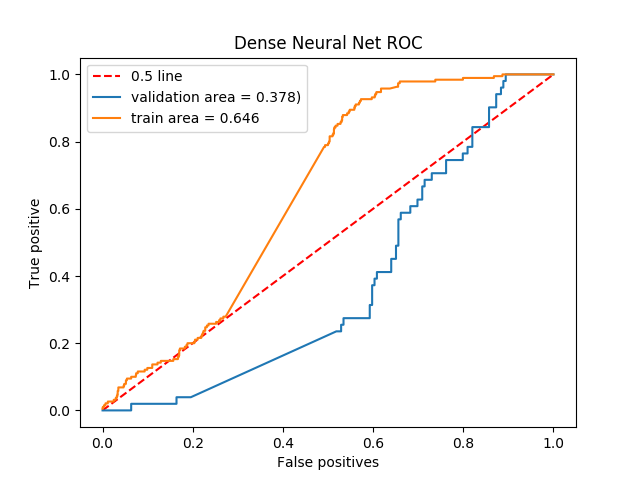 Dense Neural Net ROC
0.5 line
validation area = 0.378)
train area = 0.646
True positive
1.0
0.8
0.6
0.4
0.2
0.0
0.0 0.2 0.4 0.6 0.8 1.0
False positives